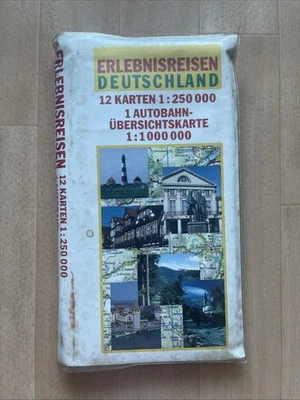 ERLEBNISREISEN
DEUTSCHLAND
12 KARTEN 1:250 000
1 AUTOBAHN-
ÜBERSICHTSKARTE
1:1 000 000
ERLEBNISREISEN
12 KARTEN 1:250 000